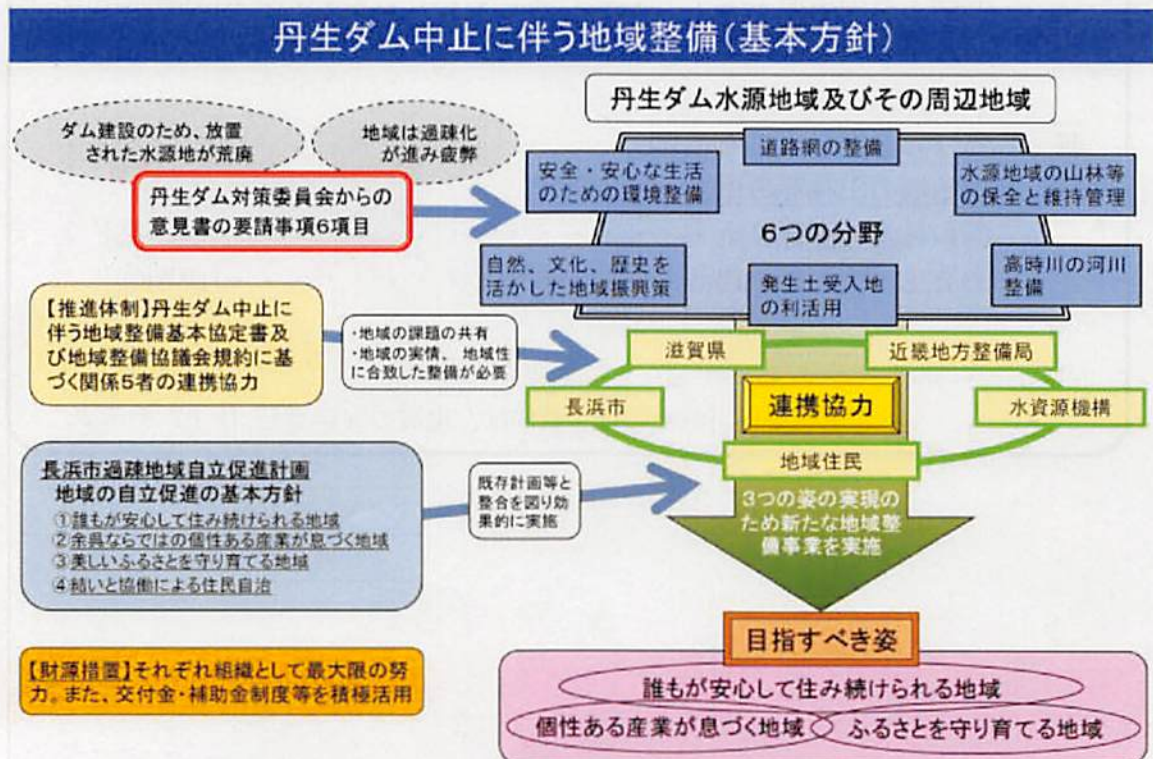 丹生ダム中止に伴う地域整備(基本方針)
ダム建設のため、放置
された水源地が荒廃
地域は過疎化
が進み疲弊
丹生ダム対策委員会からの
意見書の要請事項6項目
丹生ダム水源地域及びその周辺地域
道路網の整備
安全・安心な生活
のための環境整備
水源地域の山林等
の保全と維持管理
6つの分野
自然、文化、歴史を
活かした地域振興策
発生土受入地
の利活用
高時川の河川
整備
【推進体制】丹生ダム中止に
伴う地域整備基本協定書及
び地域整備協議会規約に基
づく関係5者の連携協力
・地域の課題の共有
・地域の実情、地域性
に合致した整備が必要
滋賀県
近畿地方整備局
長浜市
連携協力
水資源機構
地域住民
長浜市過疎地域自立促進計画
地域の自立促進の基本方針
①誰もが安心して住み続けられる地域
②余呉ならではの個性ある産業が息づく地域
③美しいふるさとを守り育てる地域
④結いと協働による住民自治
既存計画等と
整合を図り効
果的に実施
3つの姿の実現の
ため新たな地域整
備事業を実施
【財源措置】それぞれ組織として最大限の努
力。また、交付金・補助金制度等を積極活用
目指すべき姿
誰もが安心して住み続けられる地域
個性ある産業が息づく地域
ふるさとを守り育てる地域